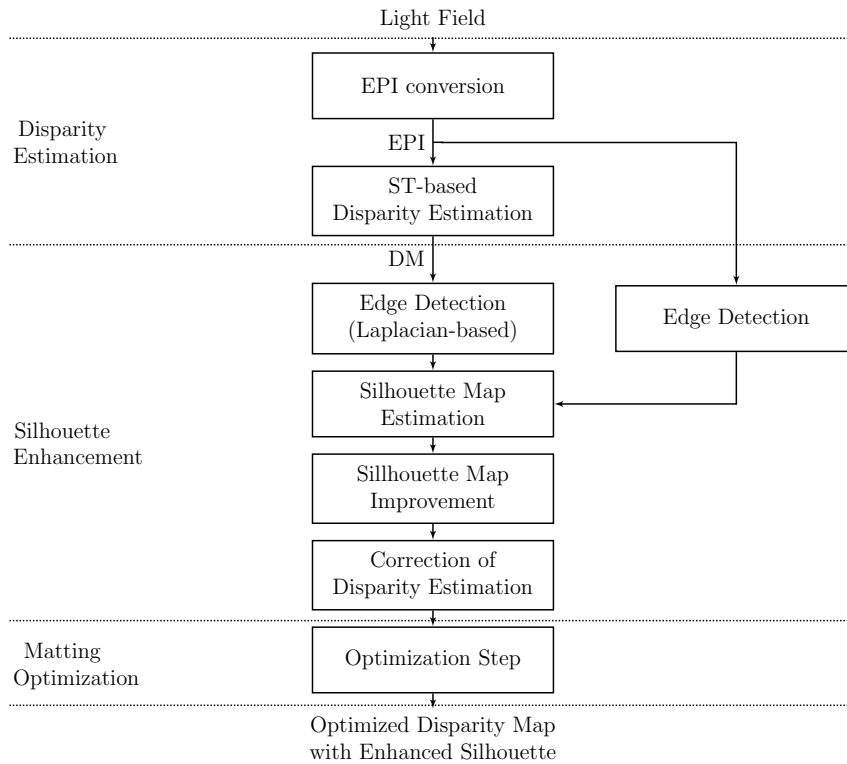 Light Field
EPI conversion
Disparity
Estimation
EPI
ST-based
Disparity Estimation
DM
Edge Detection
(Laplacian-based)
Edge Detection
Silhouette Map
Estimation
Silhouette
Enhancement
Sillhouette Map
Improvement
Correction of
Disparity Estimation
Matting
Optimization
Optimization Step
Optimized Disparity Map
with Enhanced Silhouette